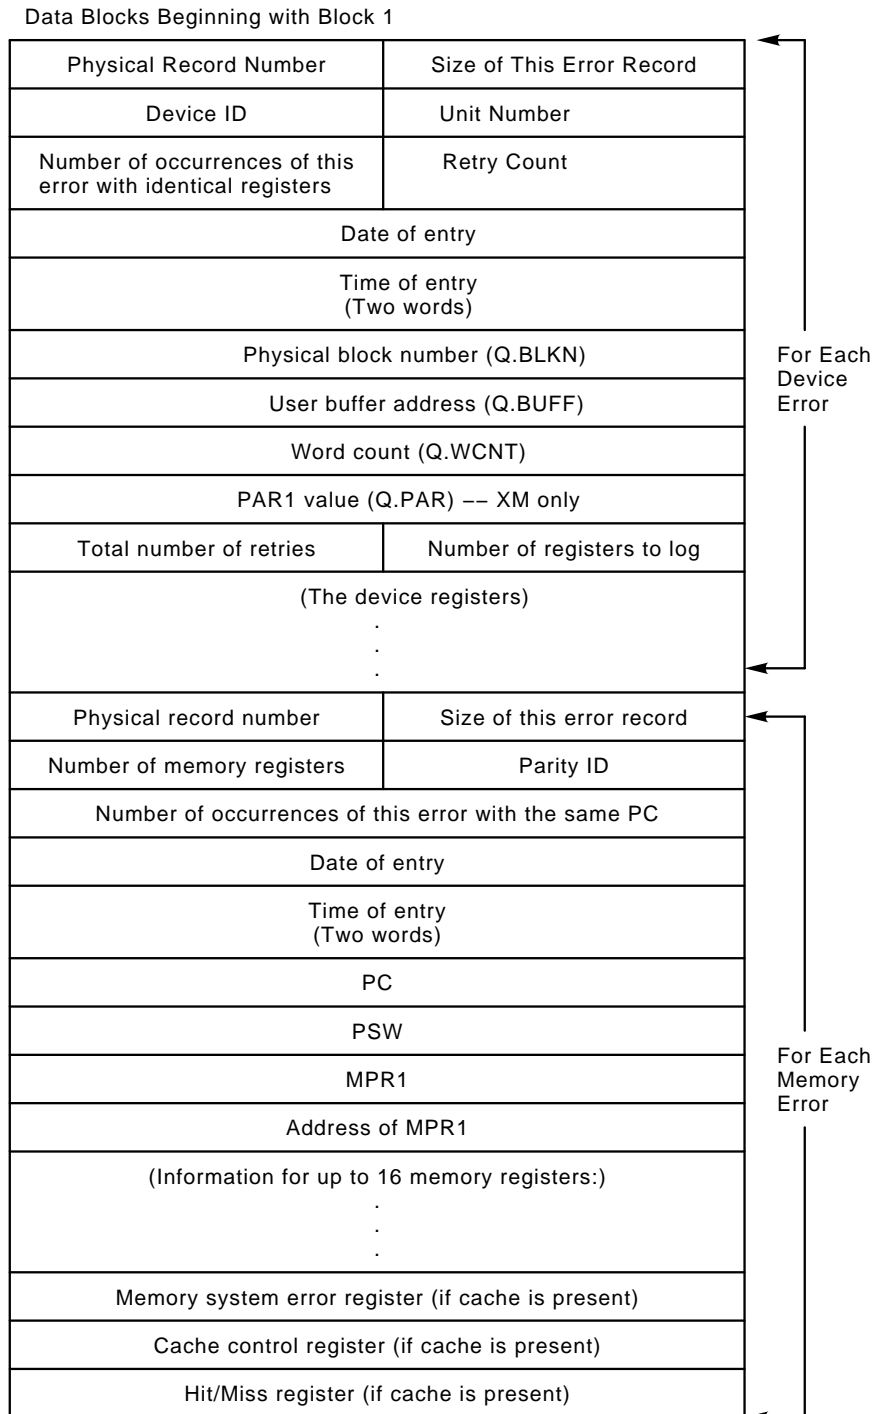 Data Blocks Beginning with Block 1
Physical Record Number
Size of This Error Record
Device ID
Unit Number
Number of occurrences of this
error with identical registers
Retry Count
Date of entry
Time of entry
(Two words)
Physical block number (Q.BLKN)
User buffer address (Q.BUFF)
Word count (Q.WCNT)
PAR1 value (Q.PAR) −− XM only
Total number of retries
Number of registers to log
(The device registers)
.
.
.
For Each
Device
Error
Physical record number
Size of this error record
Number of memory registers
Parity ID
Number of occurrences of this error with the same PC
Date of entry
Time of entry
(Two words)
PC
PSW
MPR1
Address of MPR1
(Information for up to 16 memory registers:)
.
.
.
Memory system error register (if cache is present)
Cache control register (if cache is present)
Hit/Miss register (if cache is present)
For Each
Memory
Error